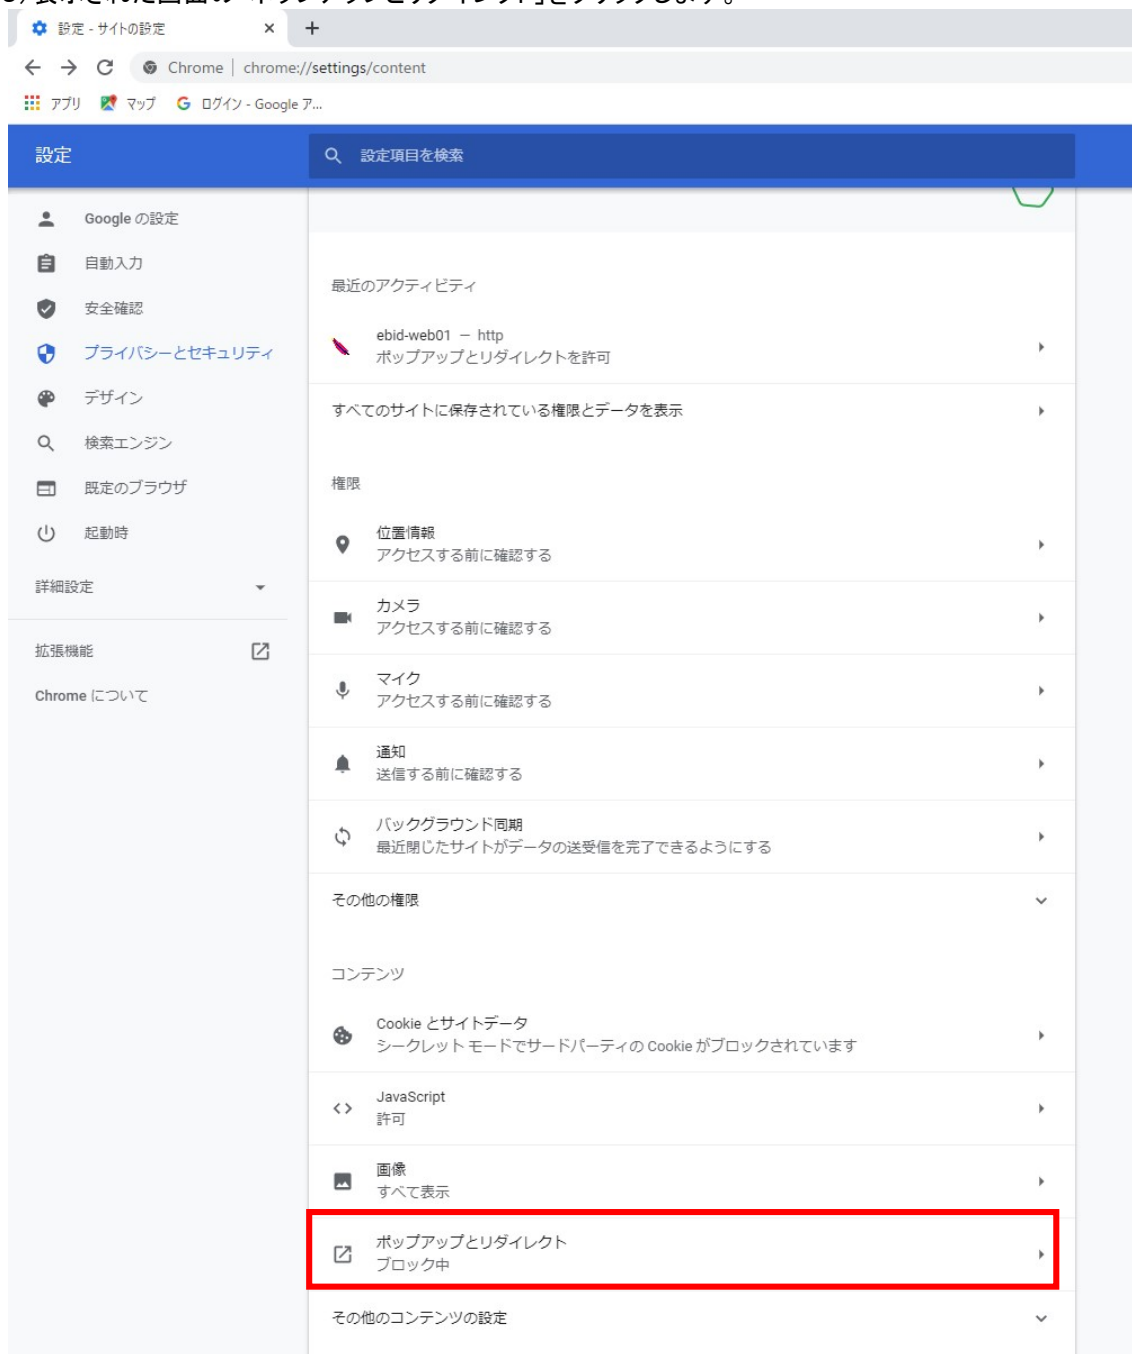 設定 - サイトの設定
Chrome | chrome://settings/content
アプリ マップ ログイン - Google ア...
設定
設定項目を検索
Google の設定
自動入力
安全確認
プライバシーとセキュリティ
デザイン
検索エンジン
既定のブラウザ
起動時
詳細設定
拡張機能
Chrome について
最近のアクティビティ
ebid-web01 — http
ポップアップとリダイレクトを許可
すべてのサイトに保存されている権限とデータを表示
権限
位置情報
アクセスする前に確認する
カメラ
アクセスする前に確認する
マイク
アクセスする前に確認する
通知
送信する前に確認する
バックグラウンド同期
最近閉じたサイトがデータの送受信を完了できるようにする
その他の権限
コンテンツ
Cookie とサイトデータ
シークレット モードでサードパーティの Cookie がブロックされています
JavaScript
許可
画像
すべて表示
ポップアップとリダイレクト
ブロック中
その他のコンテンツの設定